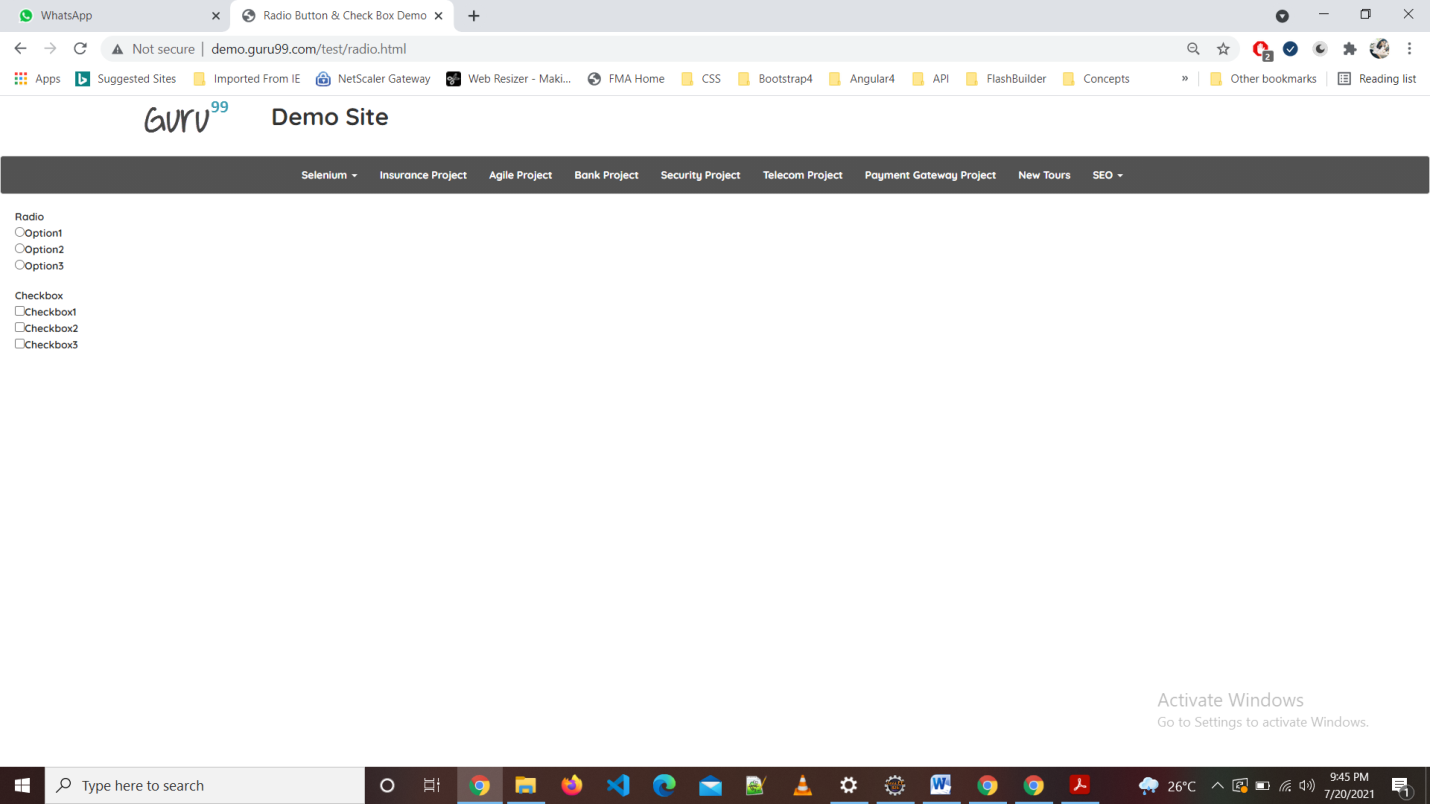 WhatsApp
Radio Button & Check Box Demo
Not secure | demo.guru99.com/test/radio.html
2
Apps Suggested Sites Imported From IE NetScaler Gateway Web Resizer - Maki... FMA Home CSS Bootstrap4 Angular4 API FlashBuilder Concepts » Other bookmarks Reading list
Guru99 Demo Site
Selenium Insurance Project Agile Project Bank Project Security Project Telecom Project Payment Gateway Project New Tours SEO
Radio
Option1
Option2
Option3
Checkbox
Checkbox1
Checkbox2
Checkbox3
Activate Windows
Go to Settings to activate Windows.
Type here to search
26°C
9:45 PM
7/20/2021
1